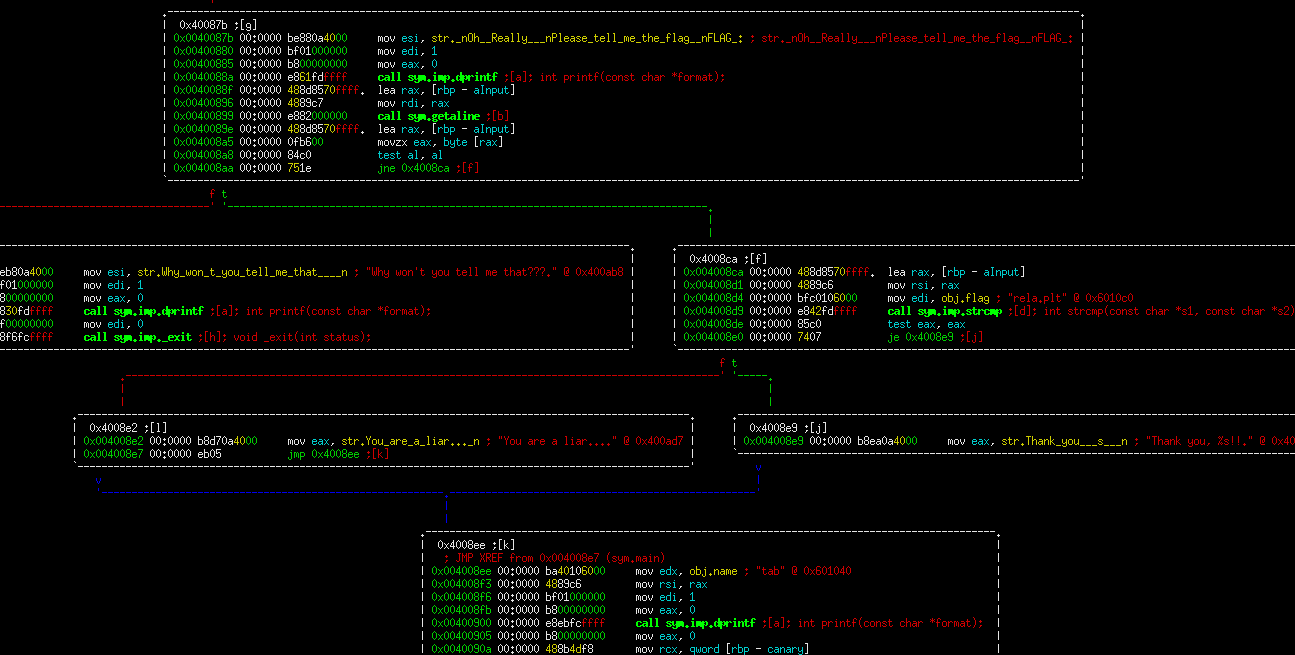 0x40087b ;[g]
0x0040087b 00:0000 be880a4000 mov esi, str._nOh__Really___nPlease_tell_me_the_flag__nFLAG_: ; str._nOh__Really___nPlease_tell_me_the_flag__nFLAG_:
0x00400880 00:0000 bf01000000 mov edi, 1
0x00400885 00:0000 b800000000 mov eax, 0
0x0040088a 00:0000 e861fdffff call sym.imp.dprintf ;[a]; int printf(const char *format);
0x0040088f 00:0000 488d8570ffff. lea rax, [rbp - aInput]
0x00400896 00:0000 4889c7 mov rdi, rax
0x00400899 00:0000 e882000000 call sym.getaline ;[b]
0x0040089e 00:0000 488d8570ffff. lea rax, [rbp - aInput]
0x004008a5 00:0000 0fb600 movzx eax, byte [rax]
0x004008a8 00:0000 84c0 test al, al
0x004008aa 00:0000 751e jne 0x4008ca ;[f]
f t
eb80a4000 mov esi, str.Why_won_t_you_tell_me_that____n ; "Why won't you tell me that???." @ 0x400ab8
f01000000 mov edi, 1
800000000 mov eax, 0
830fdffff call sym.imp.dprintf ;[a]; int printf(const char *format);
f00000000 mov edi, 0
8f6fcffff call sym.imp._exit ;[h]; void _exit(int status);
0x4008ca ;[f]
0x004008ca 00:0000 488d8570ffff. lea rax, [rbp - aInput]
0x004008d1 00:0000 4889c6 mov rsi, rax
0x004008d4 00:0000 bfc0106000 mov edi, obj.flag ; "rela.plt" @ 0x6010c0
0x004008d9 00:0000 e842fdffff call sym.imp.strcmp ;[d]; int strcmp(const char *s1, const char *s2)
0x004008de 00:0000 85c0 test eax, eax
0x004008e0 00:0000 7407 je 0x4008e9 ;[j]
f t
0x4008e2 ;[l]
0x004008e2 00:0000 b8d70a4000 mov eax, str.You_are_a_liar..._n ; "You are a liar...." @ 0x400ad7
0x004008e7 00:0000 eb05 jmp 0x4008ee ;[k]
0x4008e9 ;[j]
0x004008e9 00:0000 b8ea0a4000 mov eax, str.Thank_you___s___n ; "Thank you, %s!!." @ 0x40
v
v
0x4008ee ;[k]
; JMP XREF from 0x004008e7 (sym.main)
0x004008ee 00:0000 ba40106000 mov edx, obj.name ; "tab" @ 0x601040
0x004008f3 00:0000 4889c6 mov rsi, rax
0x004008f6 00:0000 bf01000000 mov edi, 1
0x004008fb 00:0000 b800000000 mov eax, 0
0x00400900 00:0000 e8ebfcffff call sym.imp.dprintf ;[a]; int printf(const char *format);
0x00400905 00:0000 b800000000 mov eax, 0
0x0040090a 00:0000 488b4df8 mov rcx, qword [rbp - canary]